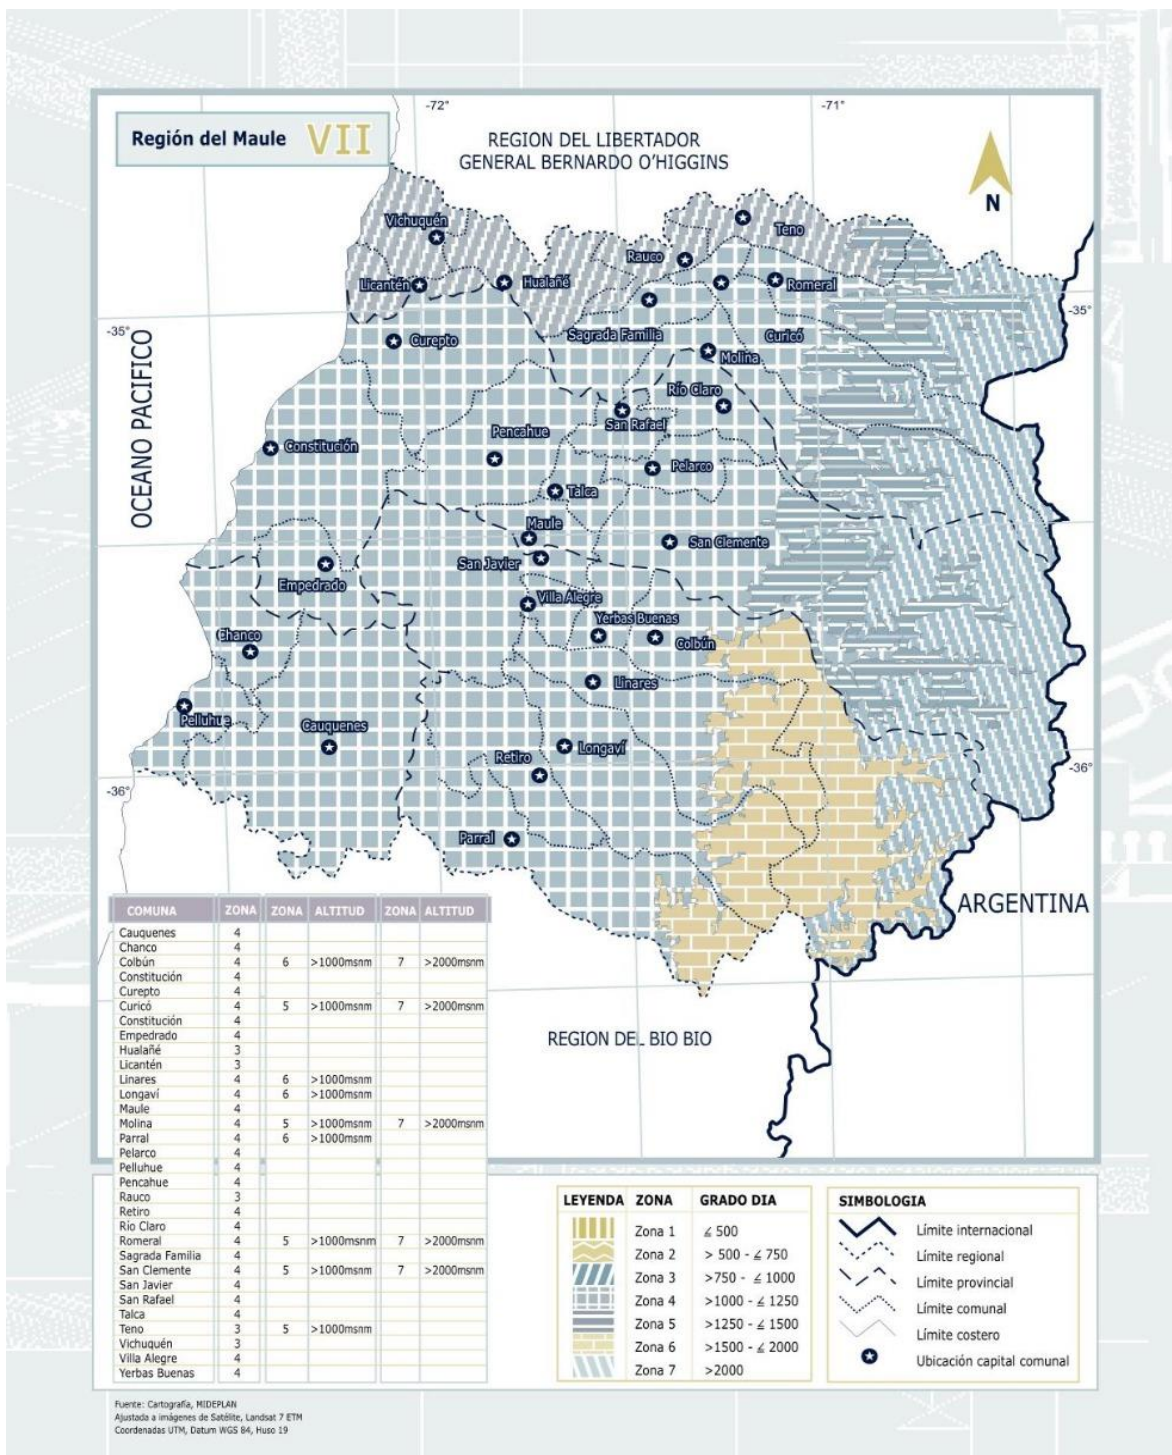 Región del Maule VII
-72°
-71°
REGION DEL LIBERTADOR
GENERAL BERNARDO O'HIGGINS
N
Vichuquén
Teno
Rauco
Licantén
Hualañé
Romeral
-35°
-35°
Sagrada Familia
Curicó
Curepto
Molina
OCEANO PACIFICO
Río Claro
San Rafael
Constitución
Pencahue
Pelarco
Talca
Maule
San Clemente
San Javier
Empedrado
Villa Alegre
Yerbas Buenas
Chanco
Colbún
Linares
Pelluhue
Cauquenes
Longaví
Retiro
-36°
-36°
Parral
ARGENTINA
REGION DEL BIO BIO
COMUNA ZONA ZONA ALTITUD ZONA ALTITUD
Cauquenes 4
Chanco 4
Colbún 4 6 >1000msnm 7 >2000msnm
Constitución 4
Curepto 4
Curicó 4 5 >1000msnm 7 >2000msnm
Constitución 4
Empedrado 4
Hualañé 3
Licantén 3
Linares 4 6 >1000msnm
Longaví 4 6 >1000msnm
Maule 4
Molina 4 5 >1000msnm 7 >2000msnm
Parral 4 6 >1000msnm
Pelarco 4
Pelluhue 4
Pencahue 4
Rauco 3
Retiro 4
Río Claro 4
Romeral 4 5 >1000msnm 7 >2000msnm
Sagrada Familia 4
San Clemente 4 5 >1000msnm 7 >2000msnm
San Javier 4
San Rafael 4
Talca 4
Teno 3 5 >1000msnm
Vichuquén 3
Villa Alegre 4
Yerbas Buenas 4
LEYENDA ZONA GRADO DIA
Zona 1 ≤ 500
Zona 2 > 500 - ≤ 750
Zona 3 >750 - ≤ 1000
Zona 4 >1000 - ≤ 1250
Zona 5 >1250 - ≤ 1500
Zona 6 >1500 - ≤ 2000
Zona 7 >2000
SIMBOLOGIA
Límite internacional
Límite regional
Límite provincial
Límite comunal
Límite costero
Ubicación capital comunal
Fuente: Cartografía, MIDEPLAN
Ajustada a imágenes de Satélite, Landsat 7 ETM
Coordenadas UTM, Datum WGS 84, Huso 19